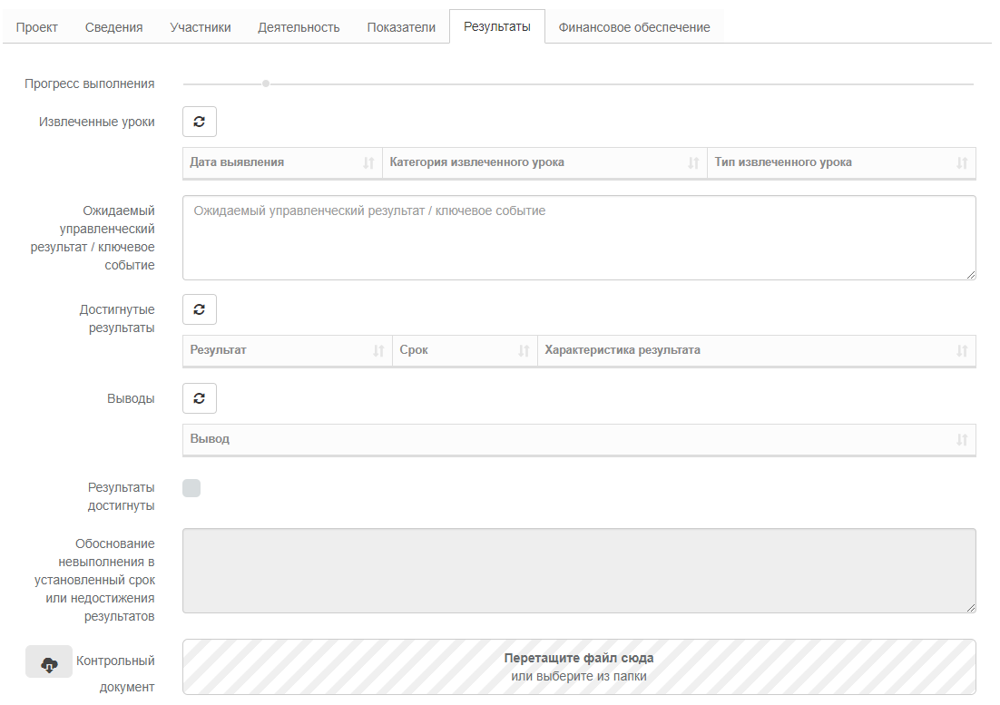 Проект Сведения Участники Деятельность Показатели Результаты Финансовое обеспечение
Прогресс выполнения
Извлеченные уроки
Дата выявления Категория извлеченного урока Тип извлеченного урока
Ожидаемый
управленческий
результат / ключевое
событие
Ожидаемый управленческий результат / ключевое событие
Достигнутые
результаты
Результат Срок Характеристика результата
Выводы
Вывод
Результаты
достигнуты
Обоснование
невыполнения в
установленный срок
или недостижения
результатов
Контрольный
документ
Перетащите файл сюда
или выберите из папки